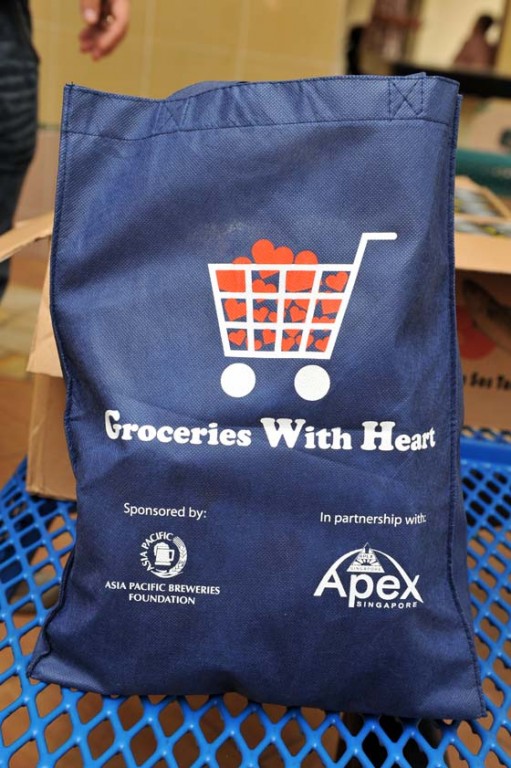 Groceries With Heart
Sponsored by:
In partnership with:
ASIA PACIFIC
ASIA PACIFIC BREWERIES
FOUNDATION
Apex
SINGAPORE